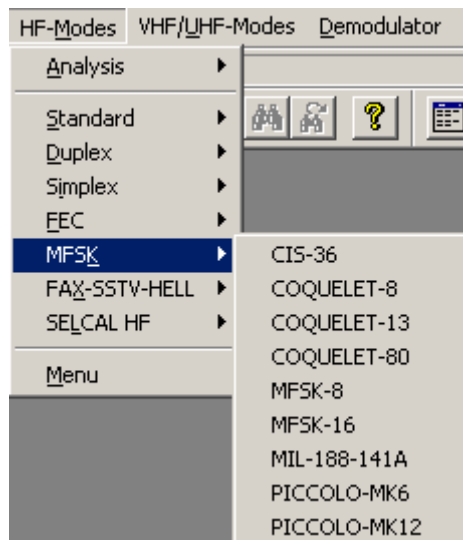 HF-Modes VHF/UHF-Modes Demodulator
Analysis
Standard
Duplex
Simplex
FEC
MFSK
FAX-SSTV-HELL
SELCAL HF
Menu
CIS-36
COQUELET-8
COQUELET-13
COQUELET-80
MFSK-8
MFSK-16
MIL-188-141A
PICCOLO-MK6
PICCOLO-MK12